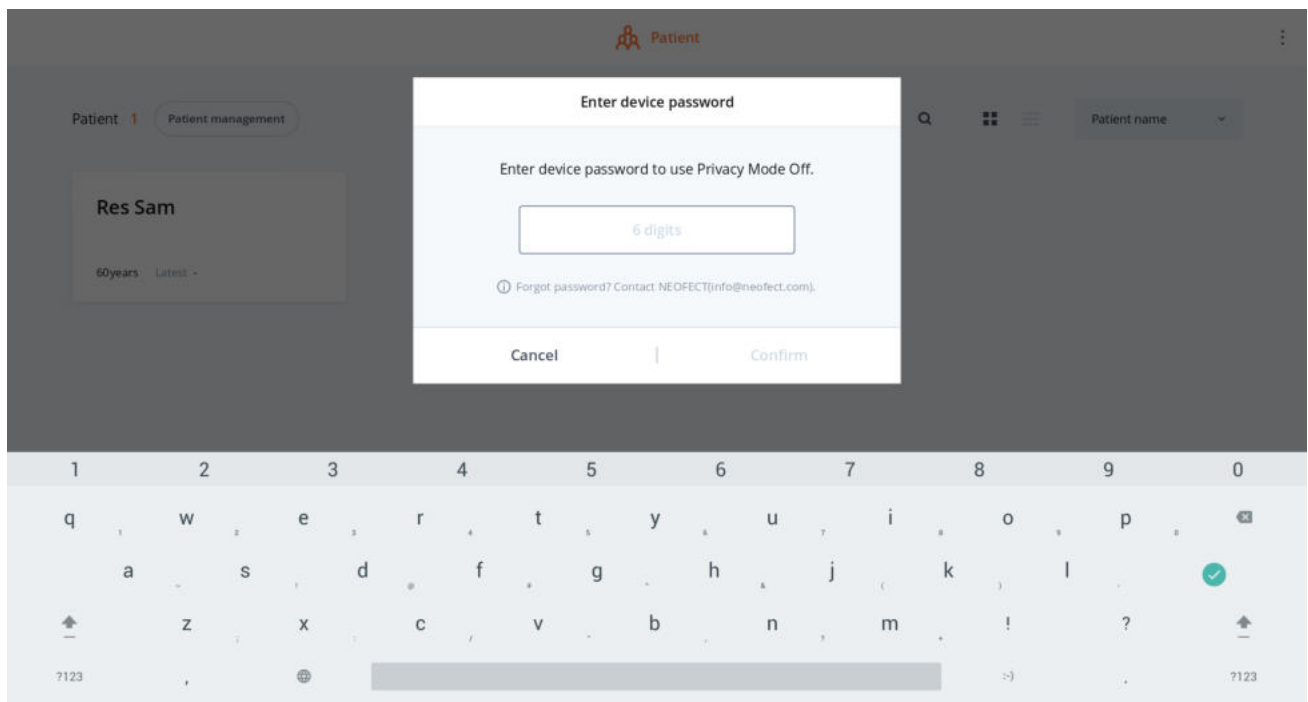 Patient
Enter device password
Patient 1 Patient management
Patient name
Enter device password to use Privacy Mode Off.
Res Sam
6 digits
60years Latest -
Forgot password? Contact NEOFECT(info@neofect.com).
Cancel | Confirm
1 2 3 4 5 6 7 8 9 0
q w e r t y u i o p
a s d f g h j k l
z x c v b n m ! ?
?123 , :-) . ?123